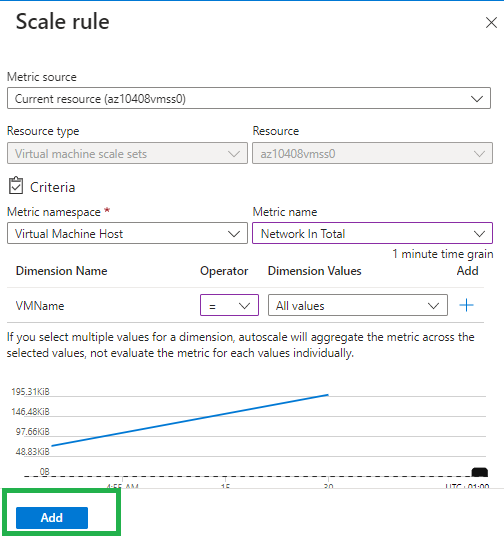 Scale rule
Metric source
Current resource (az10408vmss0)
Resource type Resource
Virtual machine scale sets az10408vmss0
Criteria
Metric namespace * Metric name
Virtual Machine Host Network In Total
1 minute time grain
Dimension Name Operator Dimension Values Add
VMName = All values
If you select multiple values for a dimension, autoscale will aggregate the metric across the
selected values, not evaluate the metric for each values individually.
195.31KiB
146.48KiB
97.66KiB
48.83KiB
0B
4:55 AM 15 30 UTC+01:00
Add